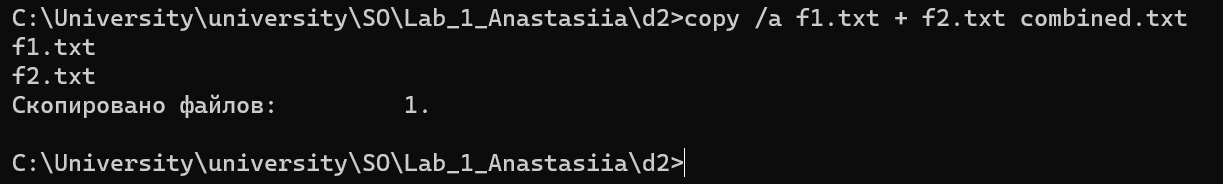 C:\University\university\SO\Lab_1_Anastasiia\d2>copy /a f1.txt + f2.txt combined.txt
f1.txt
f2.txt
Скопировано файлов:         1.
C:\University\university\SO\Lab_1_Anastasiia\d2>